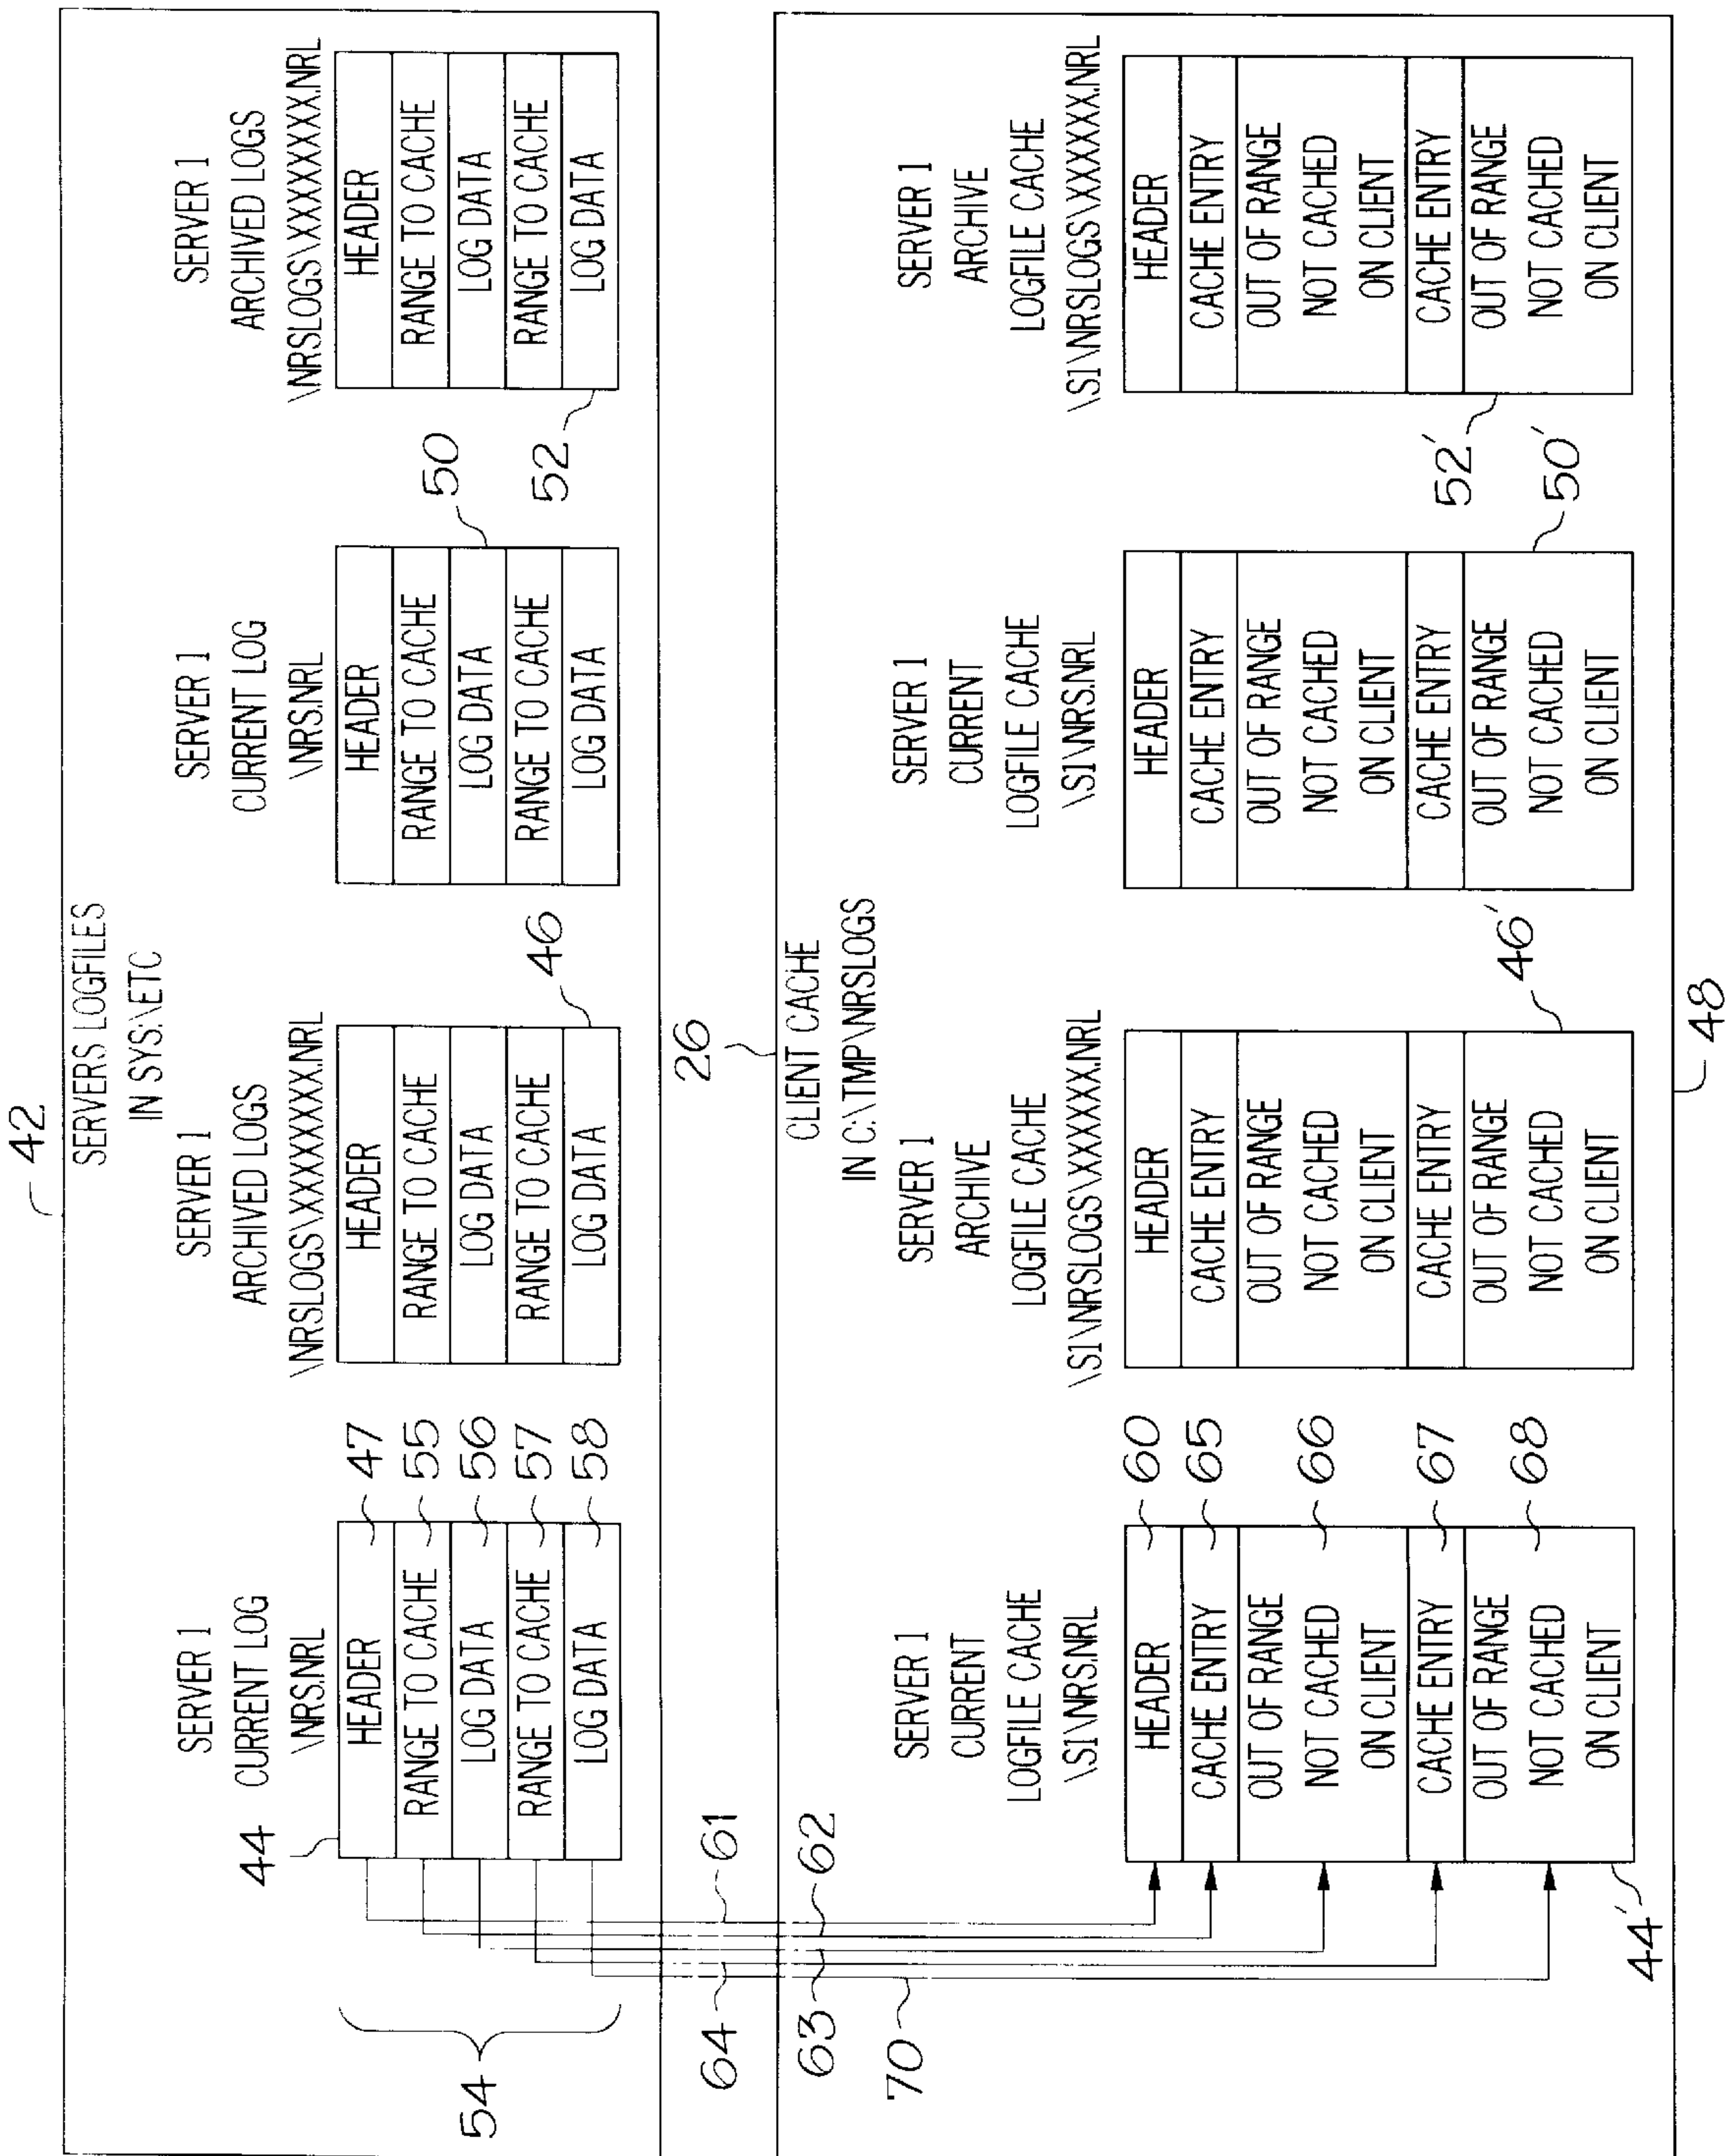 42
SERVERS LOGFILES
IN SYS:\ETC
SERVER 1
CURRENT LOG
\NRS.NRL
44
HEADER
RANGE TO CACHE
LOG DATA
RANGE TO CACHE
LOG DATA
47
55
56
57
58
54
SERVER 1
ARCHIVED LOGS
\NRSLOGS\XXXXXXX.NRL
HEADER
RANGE TO CACHE
LOG DATA
RANGE TO CACHE
LOG DATA
46
SERVER 1
CURRENT LOG
\NRS.NRL
HEADER
RANGE TO CACHE
LOG DATA
RANGE TO CACHE
LOG DATA
50
SERVER 1
ARCHIVED LOGS
\NRSLOGS\XXXXXXX.NRL
HEADER
RANGE TO CACHE
LOG DATA
RANGE TO CACHE
LOG DATA
52
64
61
26
63
62
70
CLIENT CACHE
IN C:\TMP\NRSLOGS
SERVER 1
CURRENT
LOGFILE CACHE
\S1\NRS.NRL
HEADER
CACHE ENTRY
OUT OF RANGE
NOT CACHED
ON CLIENT
CACHE ENTRY
OUT OF RANGE
NOT CACHED
ON CLIENT
60
65
66
67
68
44'
SERVER 1
ARCHIVE
LOGFILE CACHE
\S1\NRSLOGS\XXXXX.NRL
HEADER
CACHE ENTRY
OUT OF RANGE
NOT CACHED
ON CLIENT
CACHE ENTRY
OUT OF RANGE
NOT CACHED
ON CLIENT
46'
SERVER 1
CURRENT
LOGFILE CACHE
\S1\NRS.NRL
HEADER
CACHE ENTRY
OUT OF RANGE
NOT CACHED
ON CLIENT
CACHE ENTRY
OUT OF RANGE
NOT CACHED
ON CLIENT
50'
SERVER 1
ARCHIVE
LOGFILE CACHE
\S1\NRSLOGS\XXXXX.NRL
HEADER
CACHE ENTRY
OUT OF RANGE
NOT CACHED
ON CLIENT
CACHE ENTRY
OUT OF RANGE
NOT CACHED
ON CLIENT
52'
48